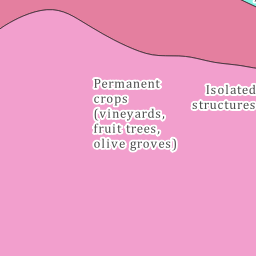 Permanent
crops
(vineyards,
fruit trees,
olive groves)
Isolated
structures